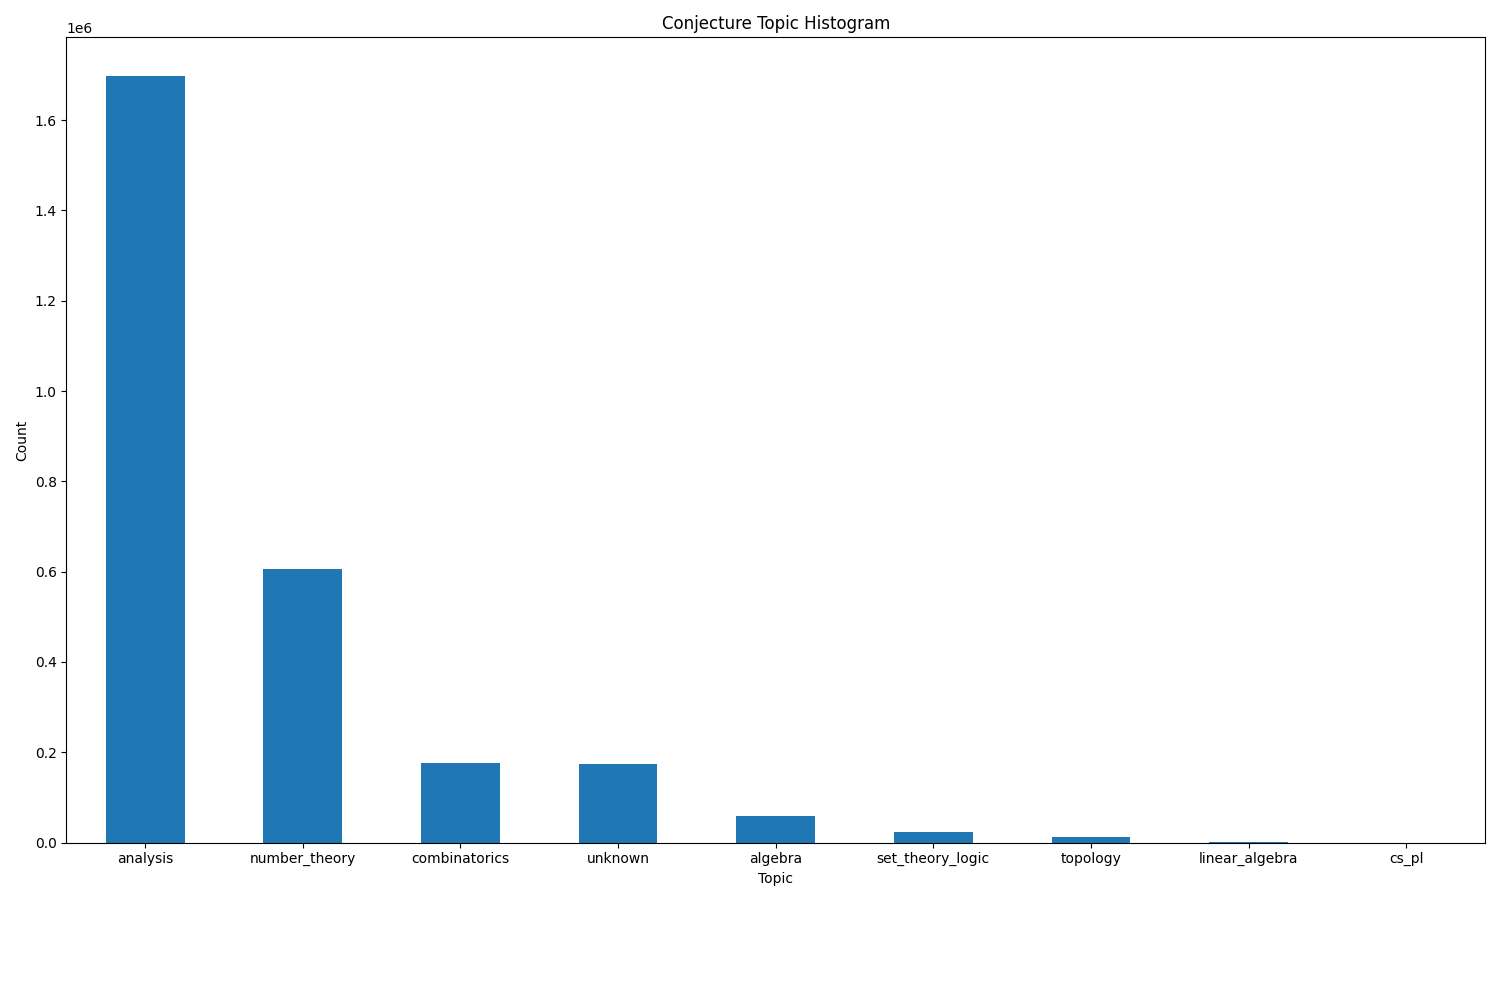 Conjecture Topic Histogram
1e6
1.6
1.4
1.2
1.0
0.8
0.6
0.4
0.2
0.0
Count
analysis number_theory combinatorics unknown algebra set_theory_logic topology linear_algebra cs_pl
Topic